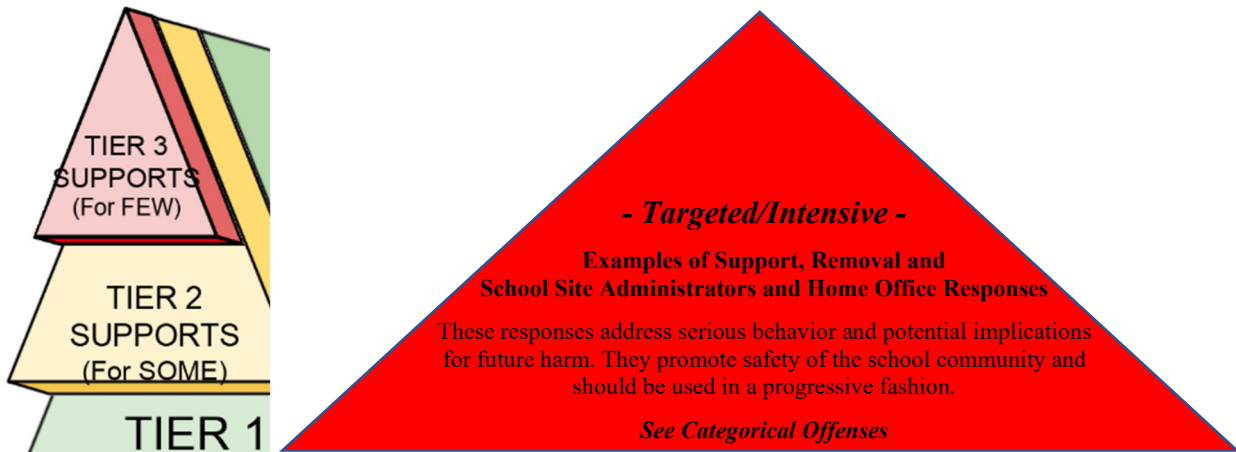 TIER 3
SUPPORTS
(For FEW)
TIER 2
SUPPORTS
(For SOME)
TIER 1
- Targeted/Intensive -
Examples of Support, Removal and
School Site Administrators and Home Office Responses
These responses address serious behavior and potential implications
for future harm. They promote safety of the school community and
should be used in a progressive fashion.
See Categorical Offenses